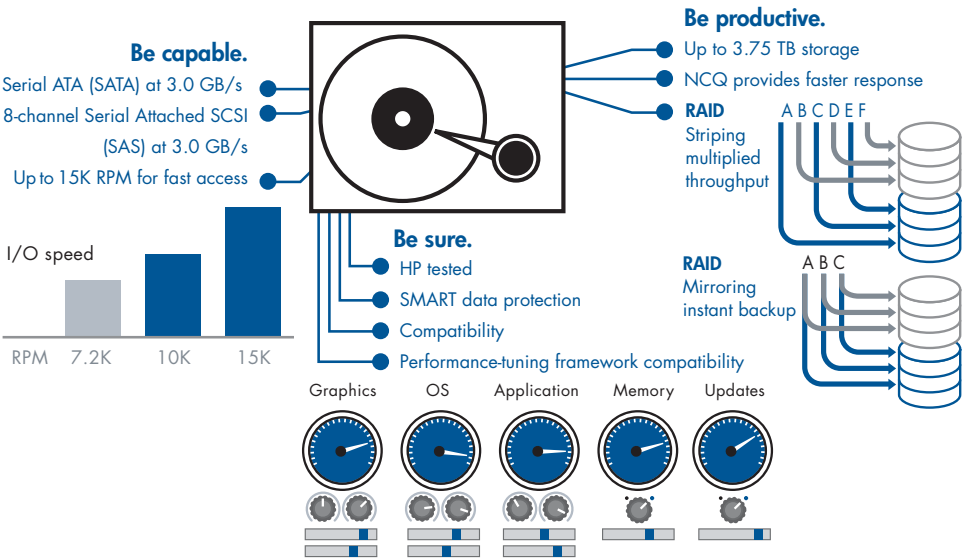 Be capable.
Serial ATA (SATA) at 3.0 GB/s
8-channel Serial Attached SCSI
(SAS) at 3.0 GB/s
Up to 15K RPM for fast access
I/O speed
RPM 7.2K 10K 15K
Be productive.
Up to 3.75 TB storage
NCQ provides faster response
RAID
Striping
multiplied
throughput
A B C D E F
RAID
Mirroring
instant backup
A B C
Be sure.
HP tested
SMART data protection
Compatibility
Performance-tuning framework compatibility
Graphics OS Application Memory Updates